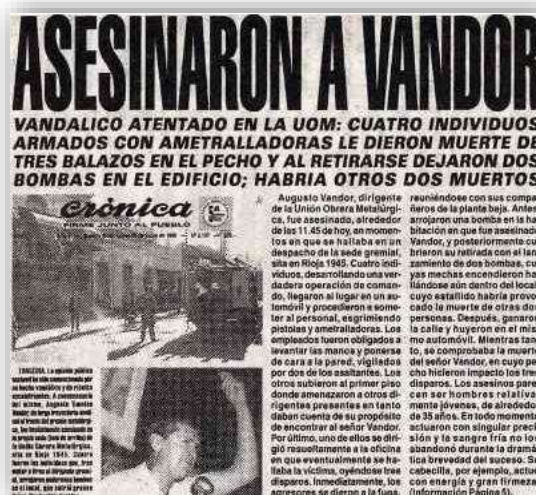 ASESINARON A VANDOR
VANDALICO ATENTADO EN LA UOM: CUATRO INDIVIDUOS
ARMADOS CON AMETRALLADORAS LE DIERON MUERTE DE
TRES BALAZOS EN EL PECHO Y AL RETIRARSE DEJARON DOS
BOMBAS EN EL EDIFICIO; HABRIA OTROS DOS MUERTOS
crónica
FIRME JUNTO AL PUEBLO
Augusto Vandor, dirigente
de la Unión Obrera Metalúrgi-
ca, fue asesinado, alrededor
de las 11.45 de hoy, en momen-
tos en que se hallaba en un
despacho de la sede gremial,
sita en Rioja 1945. Cuatro indi-
viduos, desarrollando una ver-
dadera operación de coman-
do, llegaron al lugar en un au-
tomóvil y procedieron a some-
ter al personal, esgrimiendo
pistolas y ametralladoras. Los
empleados fueron obligados a
levantar las manos y ponerse
de cara a la pared, vigilados
por dos de los asaltantes. Los
otros subieron al primer piso
donde amenazaron a otros di-
rigentes presentes en tanto
daban cuenta de su propósito
de encontrar al señor Vandor.
Por último, uno de ellos se diri-
gió resueltamente a la oficina
en que eventualmente se ha-
llaba la víctima, oyéndose tres
disparos. Inmediatamente, los
agresores se dieron a la fuga,
reuniéndose con sus compa-
ñeros de la planta baja. Antes
arrojaron una bomba en la ha-
bitación en que fue asesinado
Vandor, y posteriormente cu-
brieron su retirada con el lan-
zamiento de dos bombas, cu-
yas mechas encendieron ha-
llándose aún dentro del local
cuyo estallido habría provo-
cado la muerte de otras dos
personas. Después, ganaron
la calle y huyeron en el mis-
mo automóvil. Mientras tan-
to, se comprobaba la muerte
del señor Vandor, en cuyo pe-
cho hicieron impacto los tres
disparos. Los asesinos pare-
cen ser hombres relativa-
mente jóvenes, de alrededor
de 35 años. En todo momento
actuaron con singular preci-
sión y la sangre fría no los
abandonó durante la dramá-
tica brevedad del suceso. Su
cabecilla, por ejemplo, actuó
con energía y gran firmeza.
(Información Página 5).